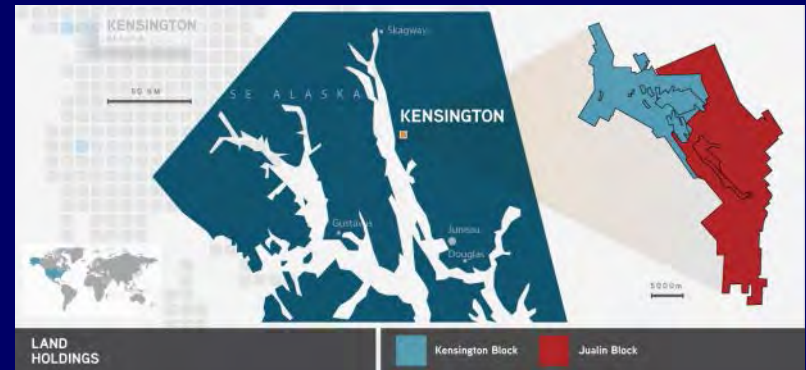 KENSINGTON
50 KM
SE ALASKA
Skagway
KENSINGTON
Gustavus
Juneau
Douglas
5000m
LAND
HOLDINGS
Kensington Block
Jualin Block